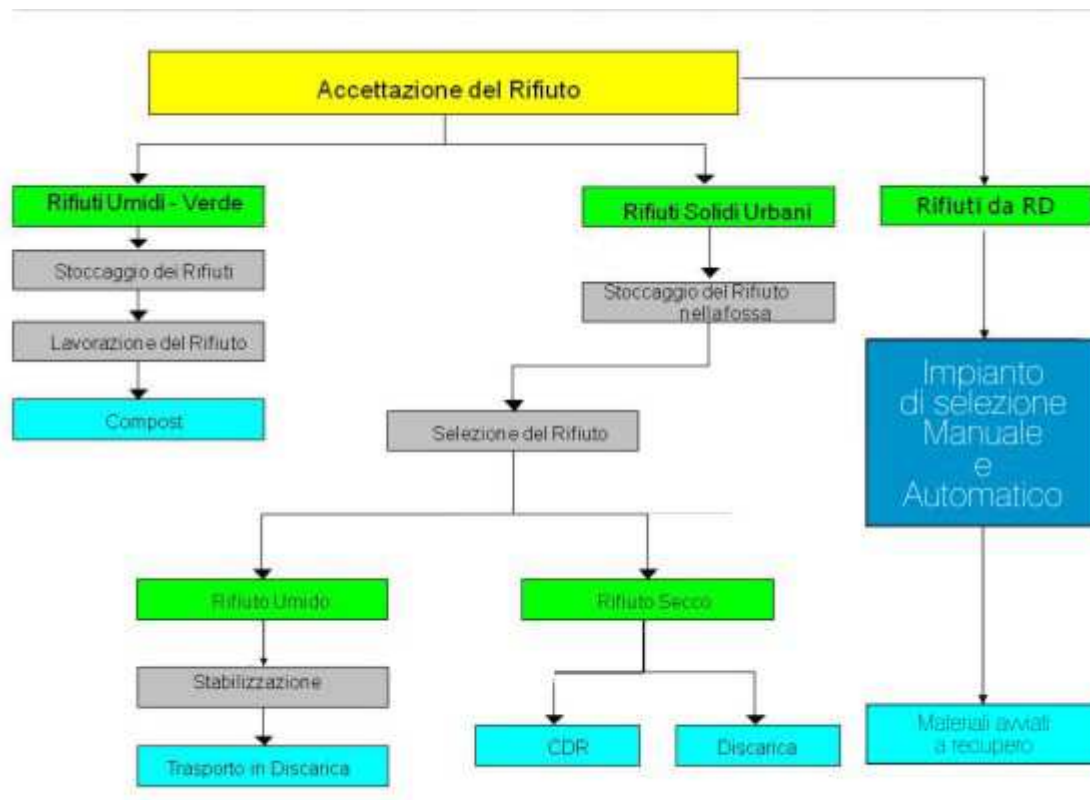 Accettazione del Rifiuto
Rifiuti Umidi - Verde
Rifiuti Solidi Urbani
Rifiuti da RD
Stoccaggio dei Rifiuti
Stoccaggio del Rifiuto
nella fossa
Lavorazione del Rifiuto
Impianto
di selezione
Manuale
e
Automatico
Compost
Selezione del Rifiuto
Rifiuto Umido
Rifiuto Secco
Stabilizzazione
CDR
Discarica
Materiali avviati
a recupero
Trasporto in Discarica